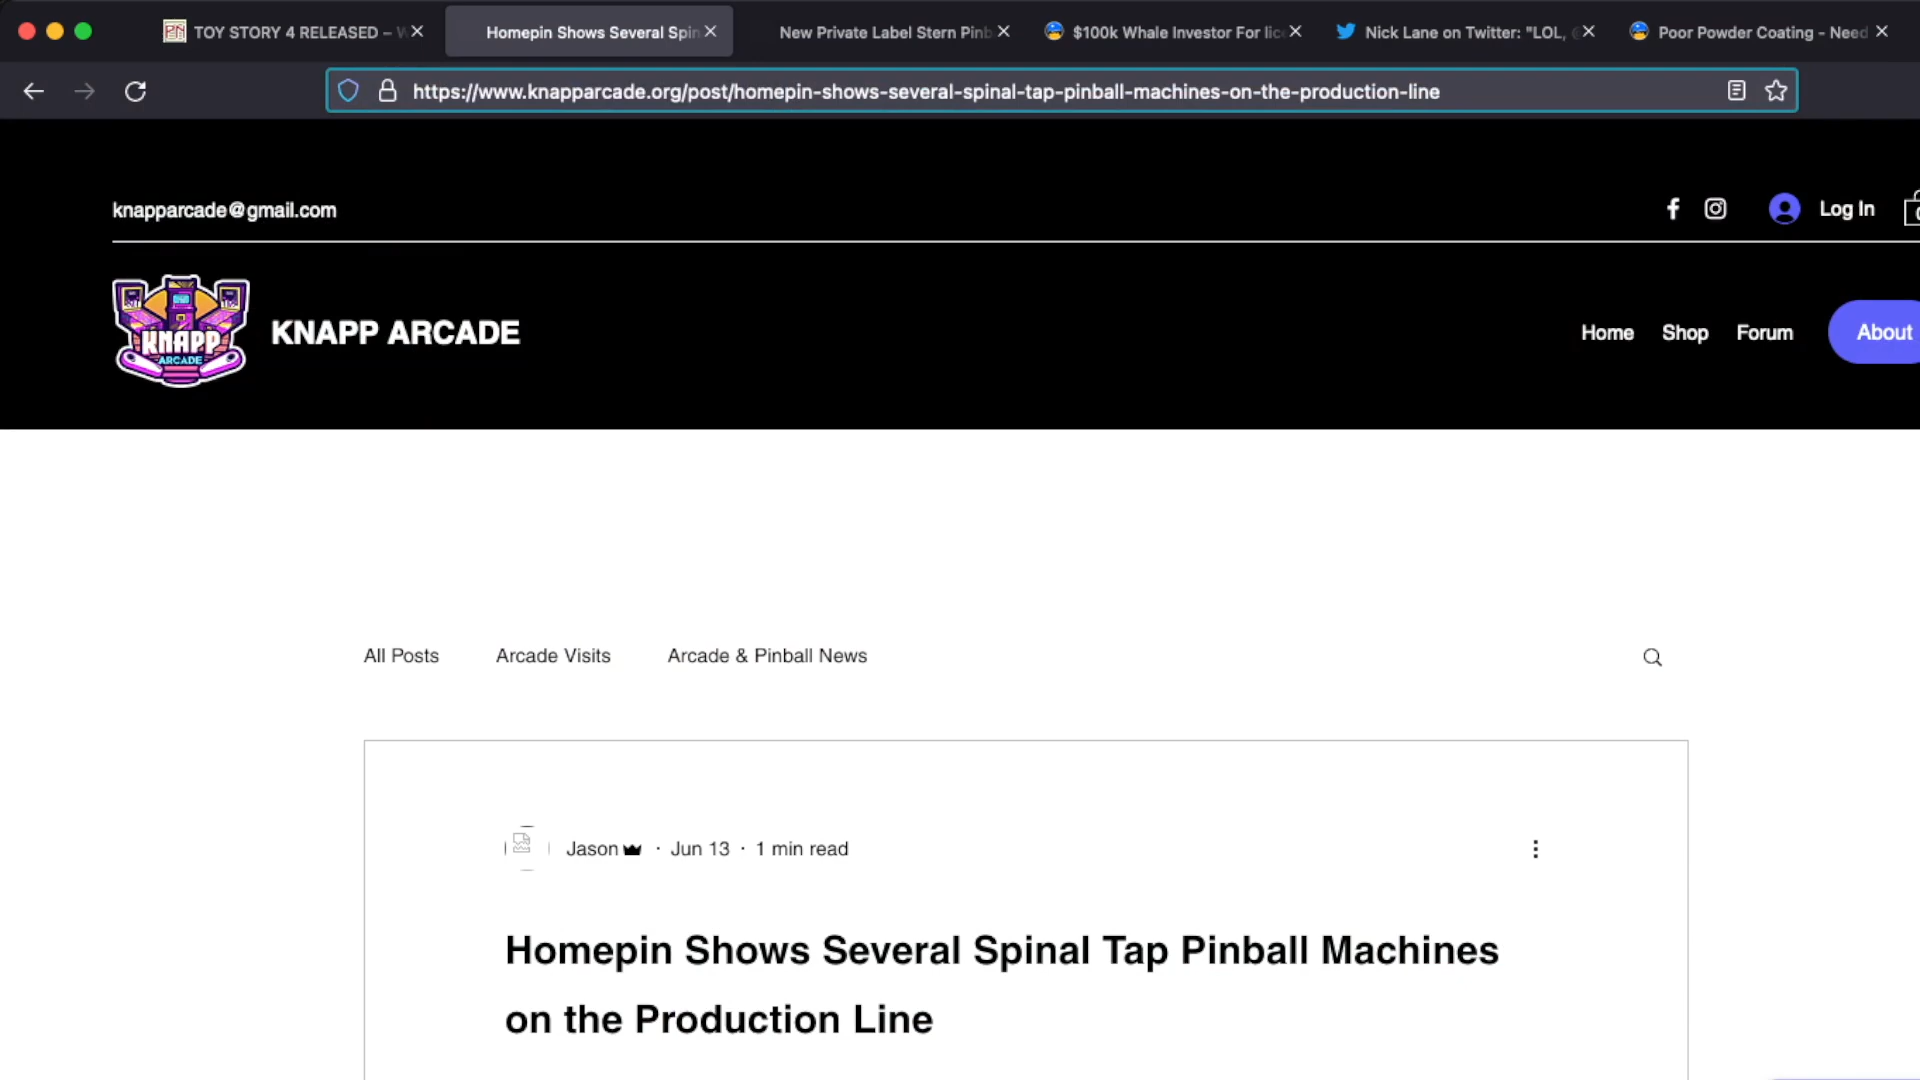 TOY STORY 4 RELEASED – W
Homepin Shows Several Spin
New Private Label Stern Pinb
$100k Whale Investor For lice
Nick Lane on Twitter: "LOL, @
Poor Powder Coating - Need
https://www.knapparcade.org/post/homepin-shows-several-spinal-tap-pinball-machines-on-the-production-line
knapparcade@gmail.com
Log In
KNAPP
ARCADE
KNAPP ARCADE
Home
Shop
Forum
About
All Posts
Arcade Visits
Arcade & Pinball News
Jason · Jun 13 · 1 min read
Homepin Shows Several Spinal Tap Pinball Machines
on the Production Line